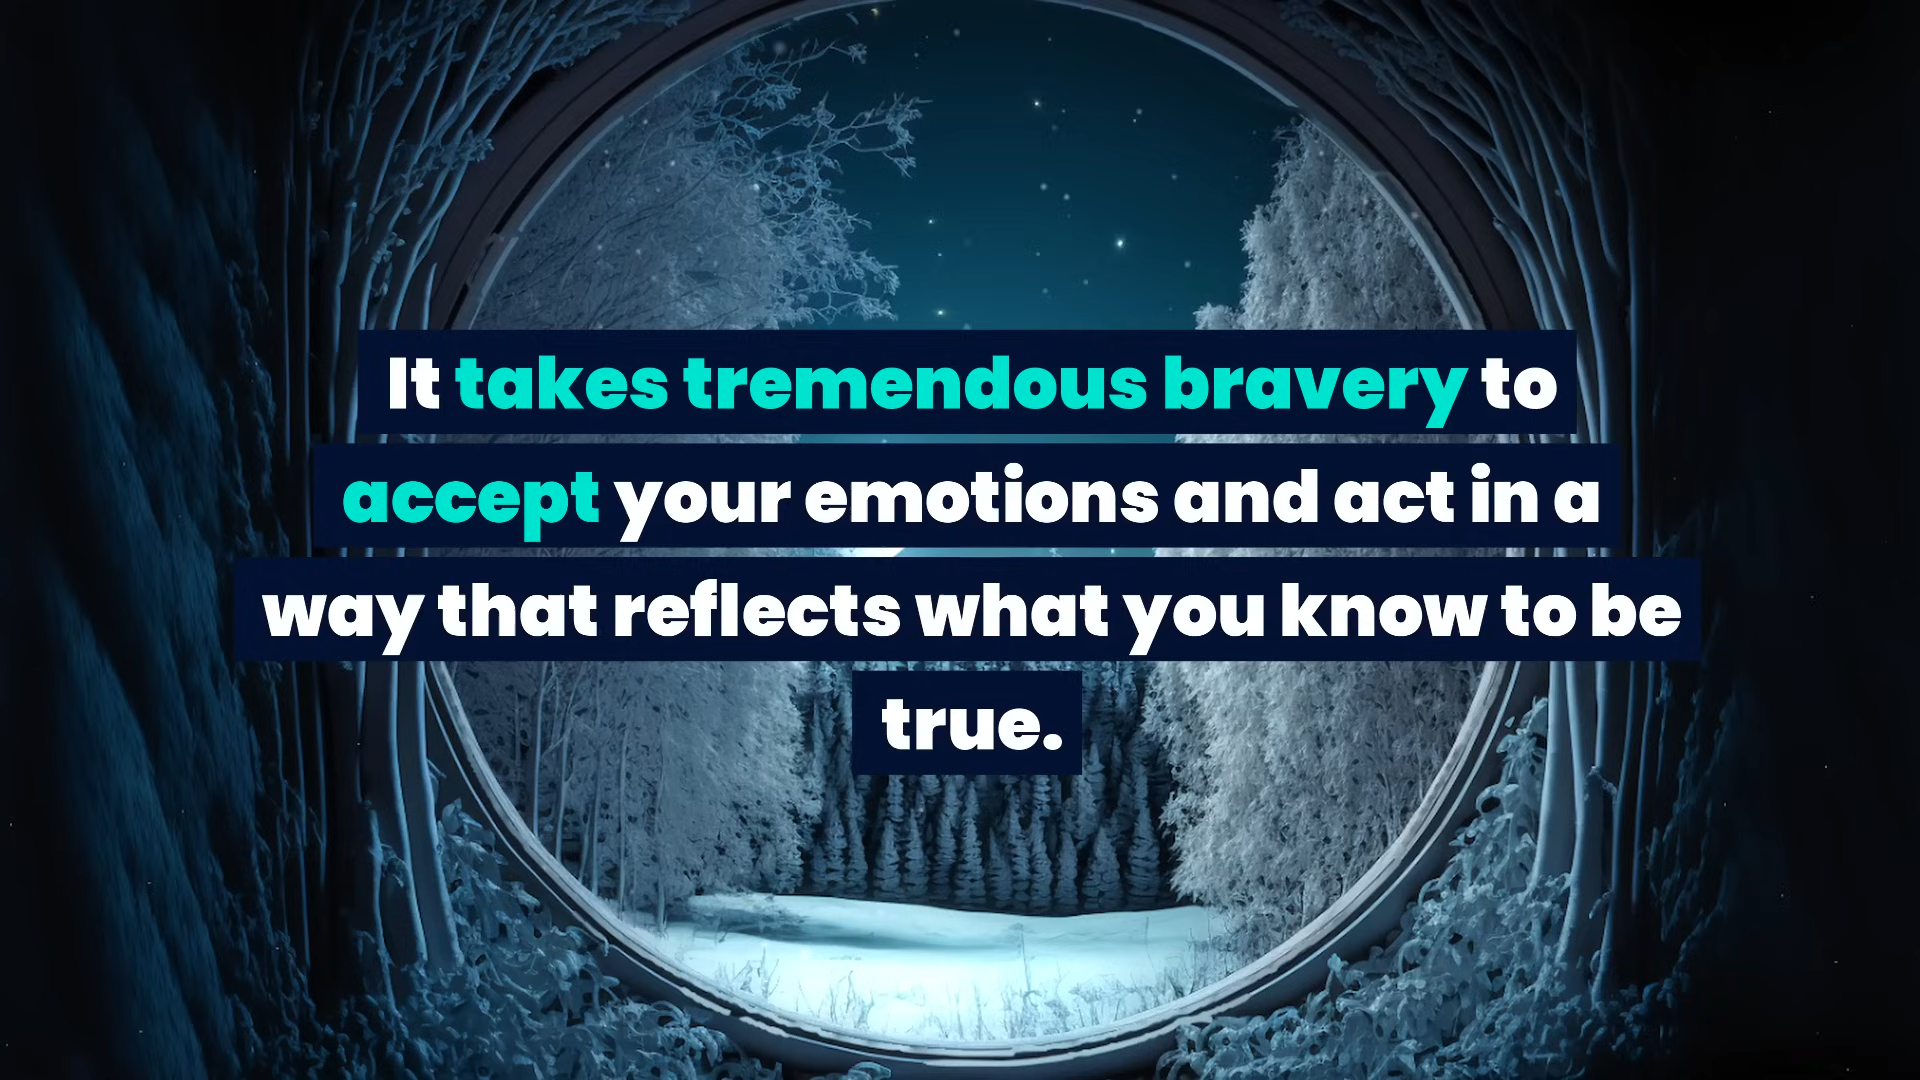 It takes tremendous bravery to
accept your emotions and act in a
way that reflects what you know to be
true.